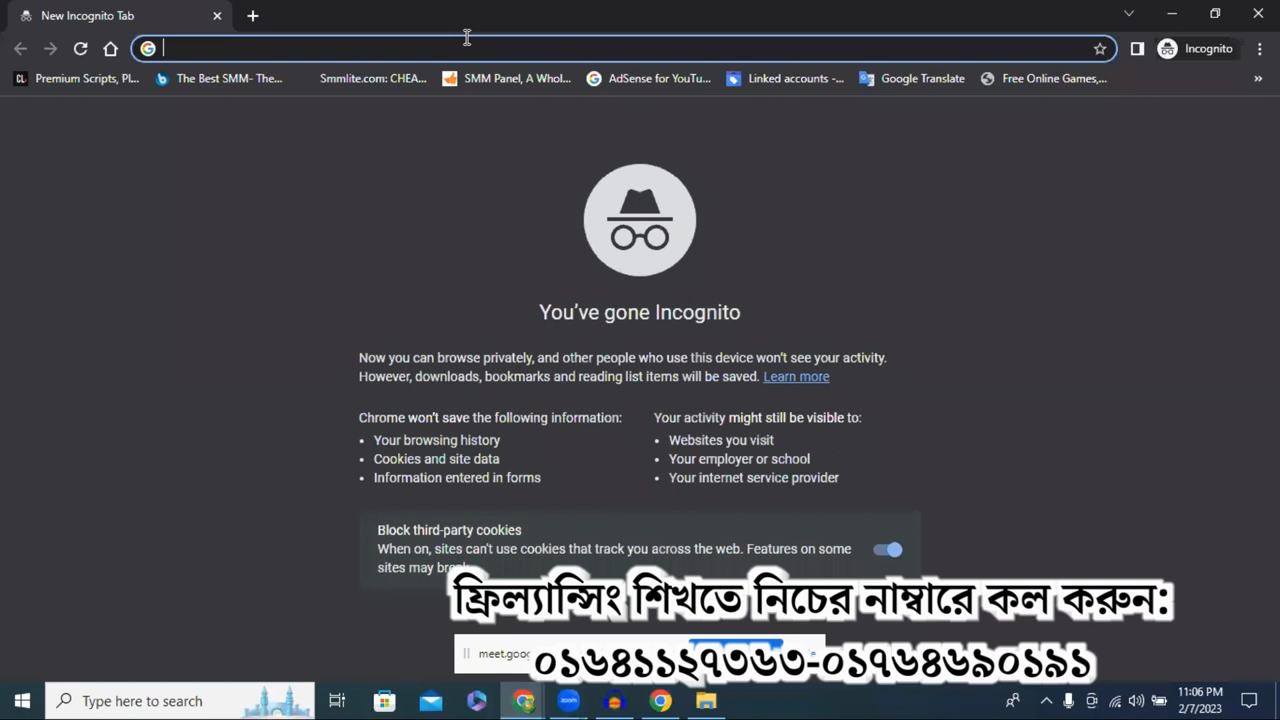 New Incognito Tab
Incognito
Premium Scripts, Pl...
The Best SMM- The...
Smmlite.com: CHEA...
SMM Panel, A Whol...
AdSense for YouTu...
Linked accounts -...
Google Translate
Free Online Games,...
You've gone Incognito
Now you can browse privately, and other people who use this device won't see your activity.
However, downloads, bookmarks and reading list items will be saved. Learn more
Chrome won't save the following information:
• Your browsing history
• Cookies and site data
• Information entered in forms
Your activity might still be visible to:
• Websites you visit
• Your employer or school
• Your internet service provider
Block third-party cookies
When on, sites can't use cookies that track you across the web. Features on some
sites may
ফ্রিল্যান্সিং শিখতে নিচের নাম্বারে কল করুন:
০১৬৪১১২৭৩৬৩-০১৭৬৪৬৯০১৯১
Type here to search
zoom
11:06 PM
2/7/2023